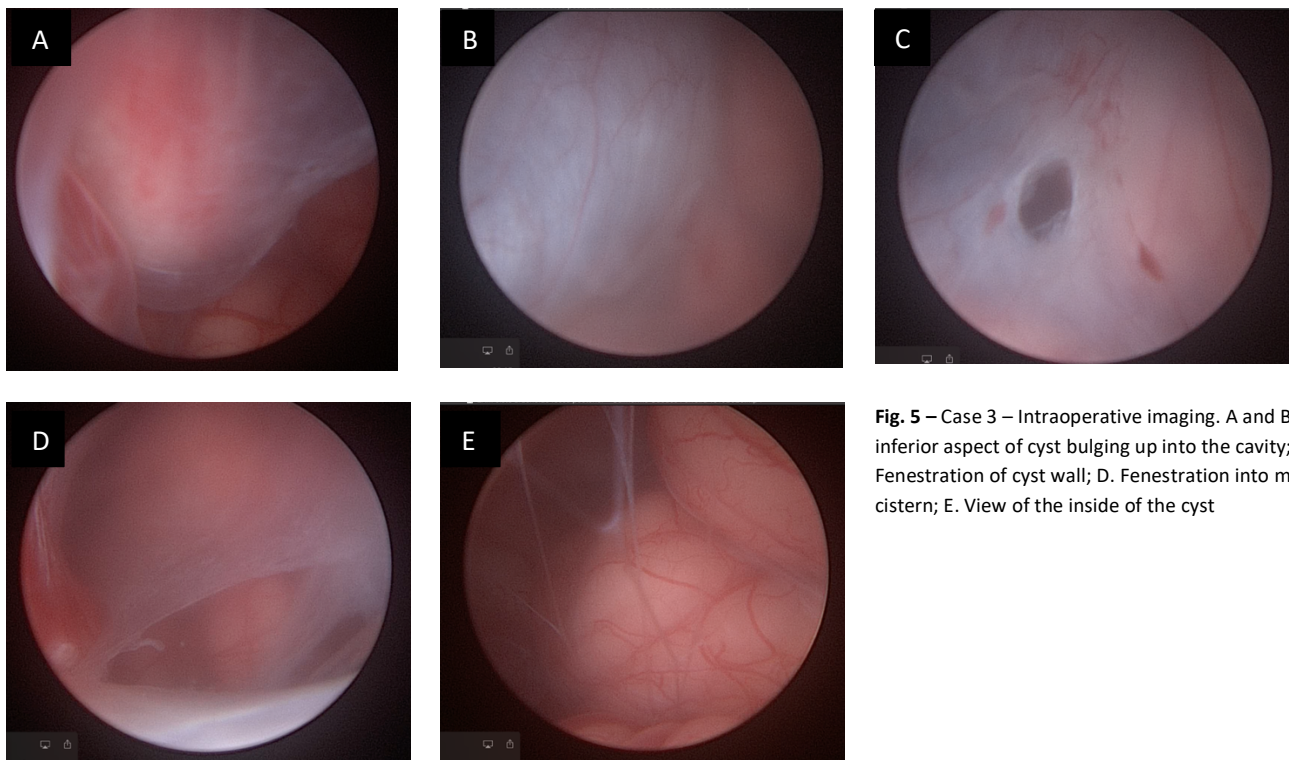 A
B
C
D
E
Fig. 5 – Case 3 – Intraoperative imaging. A and B
inferior aspect of cyst bulging up into the cavity;
Fenestration of cyst wall; D. Fenestration into
cistern; E. View of the inside of the cyst